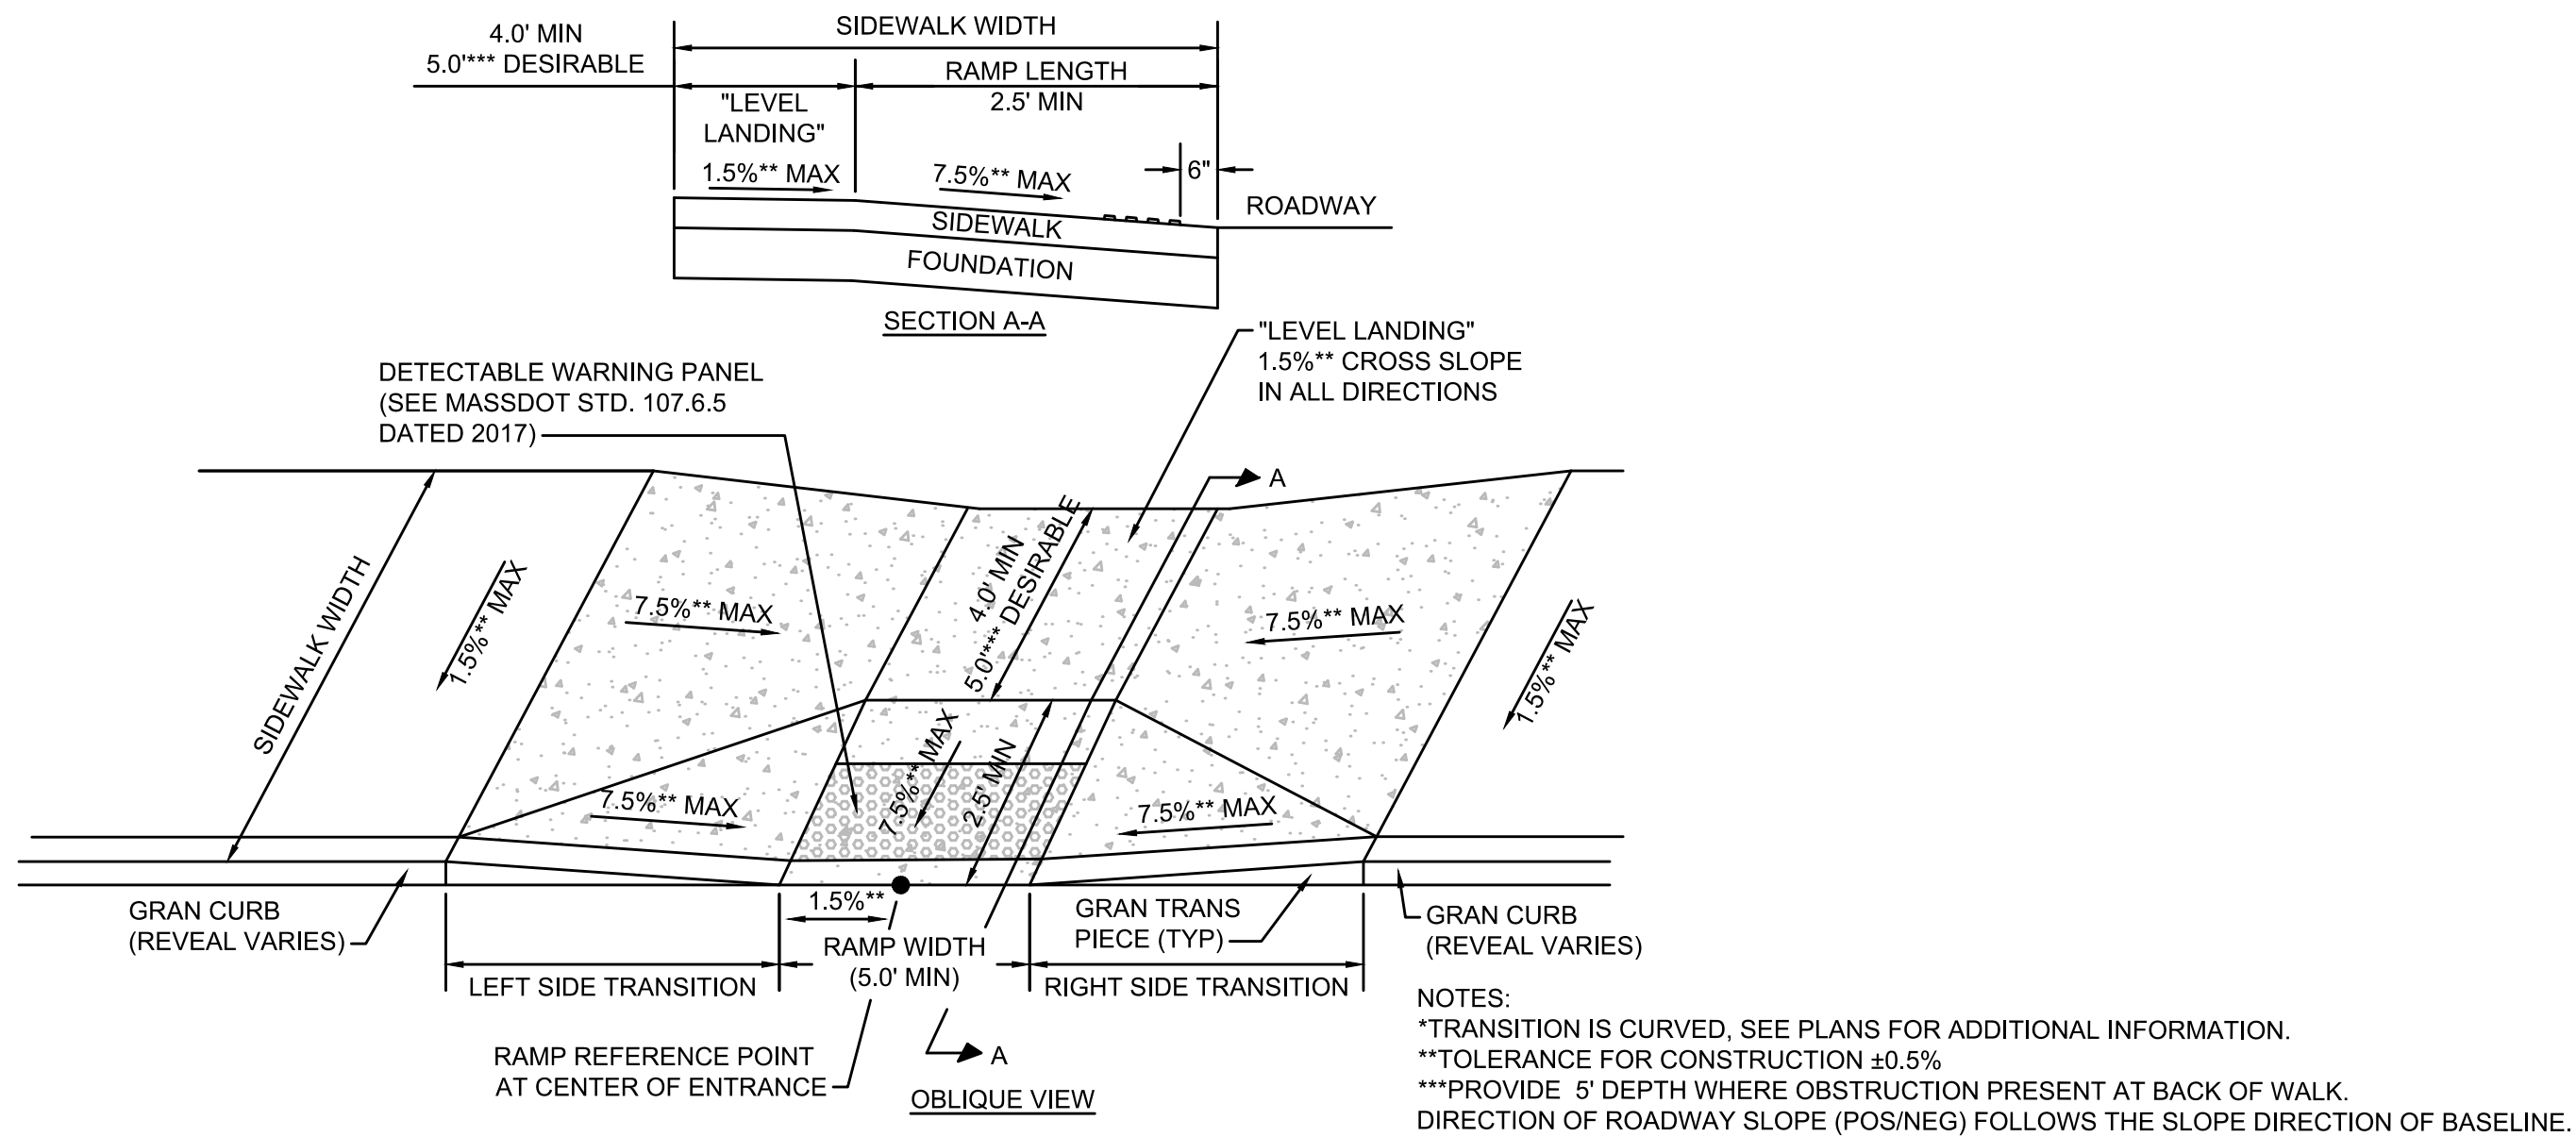 SIDEWALK WIDTH
4.0' MIN
5.0'*** DESIRABLE
RAMP LENGTH
2.5' MIN
"LEVEL
LANDING"
1.5%** MAX
7.5%** MAX
6"
ROADWAY
SIDEWALK
FOUNDATION
SECTION A-A
"LEVEL LANDING"
1.5%** CROSS SLOPE
IN ALL DIRECTIONS
DETECTABLE WARNING PANEL
(SEE MASSDOT STD. 107.6.5
DATED 2017)
A
SIDEWALK WIDTH
1.5%** MAX
7.5%** MAX
4.0' MIN
5.0'*** DESIRABLE
7.5%** MAX
1.5%** MAX
7.5%** MAX
7.5%** MAX
2.5' MIN
7.5%** MAX
GRAN CURB
(REVEAL VARIES)
1.5%**
RAMP WIDTH
(5.0' MIN)
GRAN TRANS
PIECE (TYP)
GRAN CURB
(REVEAL VARIES)
LEFT SIDE TRANSITION
RIGHT SIDE TRANSITION
RAMP REFERENCE POINT
AT CENTER OF ENTRANCE
A
OBLIQUE VIEW
NOTES:
*TRANSITION IS CURVED, SEE PLANS FOR ADDITIONAL INFORMATION.
**TOLERANCE FOR CONSTRUCTION ±0.5%
***PROVIDE 5' DEPTH WHERE OBSTRUCTION PRESENT AT BACK OF WALK.
DIRECTION OF ROADWAY SLOPE (POS/NEG) FOLLOWS THE SLOPE DIRECTION OF BASELINE.